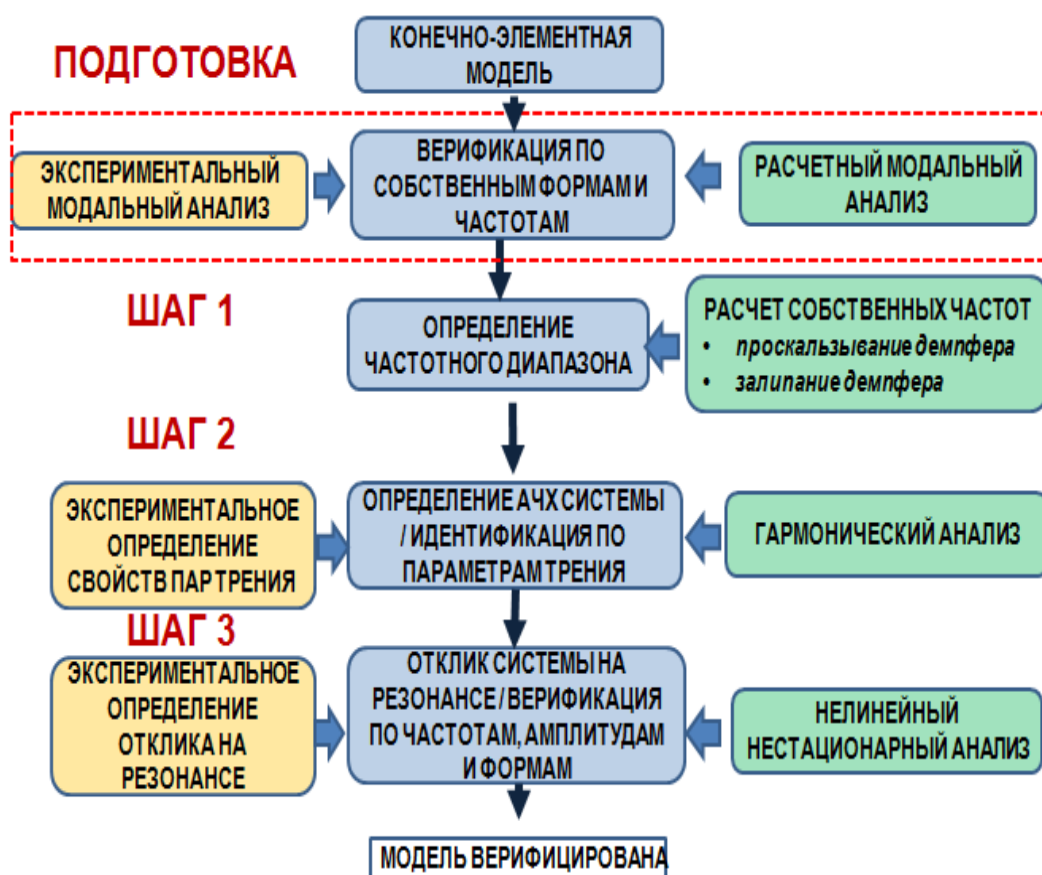 КОНЕЧНО-ЭЛЕМЕНТНАЯ
МОДЕЛЬ
ПОДГОТОВКА
ЭКСПЕРИМЕНТАЛЬНЫЙ
МОДАЛЬНЫЙ АНАЛИЗ
ВЕРИФИКАЦИЯ ПО
СОБСТВЕННЫМ ФОРМАМ И
ЧАСТОТАМ
РАСЧЕТНЫЙ МОДАЛЬНЫЙ
АНАЛИЗ
ШАГ 1
ОПРЕДЕЛЕНИЕ
ЧАСТОТНОГО ДИАПАЗОНА
РАСЧЕТ СОБСТВЕННЫХ ЧАСТОТ
• проскальзывание демпфера
• залипание демпфера
ШАГ 2
ЭКСПЕРИМЕНТАЛЬНОЕ
ОПРЕДЕЛЕНИЕ
СВОЙСТВ ПАР ТРЕНИЯ
ОПРЕДЕЛЕНИЕ АЧХ СИСТЕМЫ
/ ИДЕНТИФИКАЦИЯ ПО
ПАРАМЕТРАМ ТРЕНИЯ
ГАРМОНИЧЕСКИЙ АНАЛИЗ
ШАГ 3
ЭКСПЕРИМЕНТАЛЬНОЕ
ОПРЕДЕЛЕНИЕ
ОТКЛИКА НА
РЕЗОНАНСЕ
ОТКЛИК СИСТЕМЫ НА
РЕЗОНАНСЕ / ВЕРИФИКАЦИЯ
ПО ЧАСТОТАМ, АМПЛИТУДАМ
И ФОРМАМ
НЕЛИНЕЙНЫЙ
НЕСТАЦИОНАРНЫЙ АНАЛИЗ
МОДЕЛЬ ВЕРИФИЦИРОВАНА